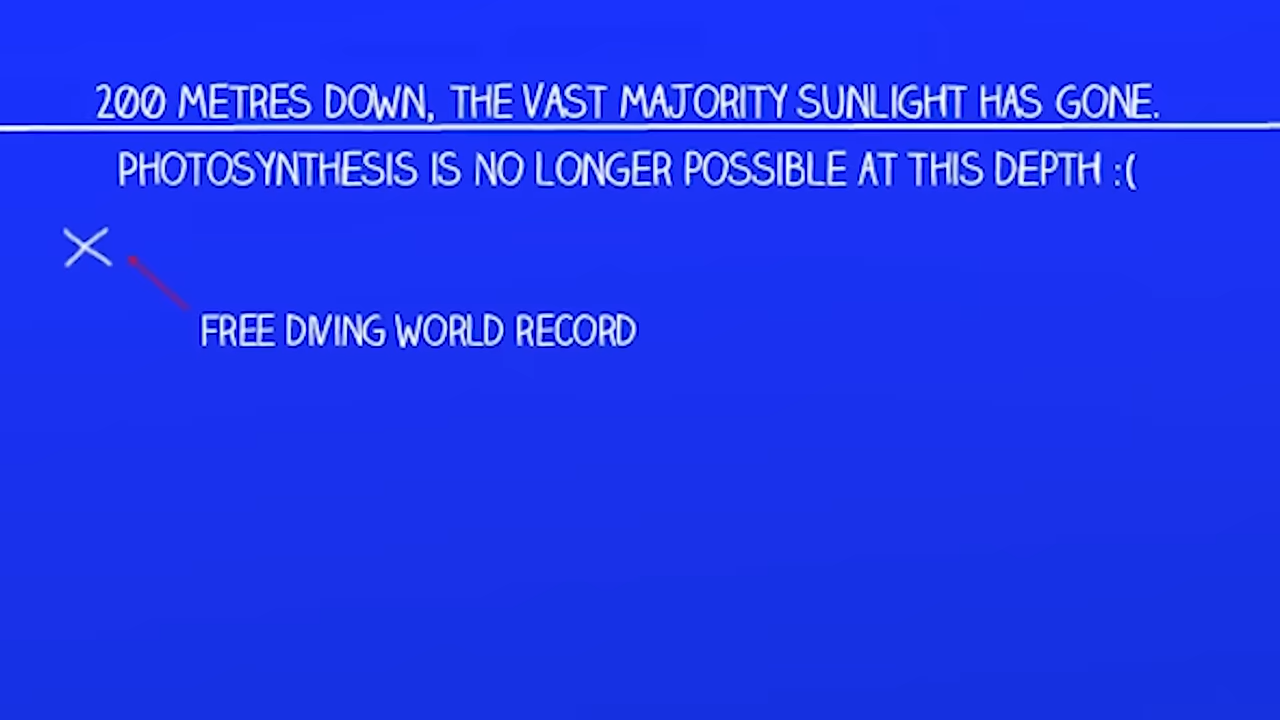 200 METRES DOWN, THE VAST MAJORITY SUNLIGHT HAS GONE.
PHOTOSYNTHESIS IS NO LONGER POSSIBLE AT THIS DEPTH :(
FREE DIVING WORLD RECORD